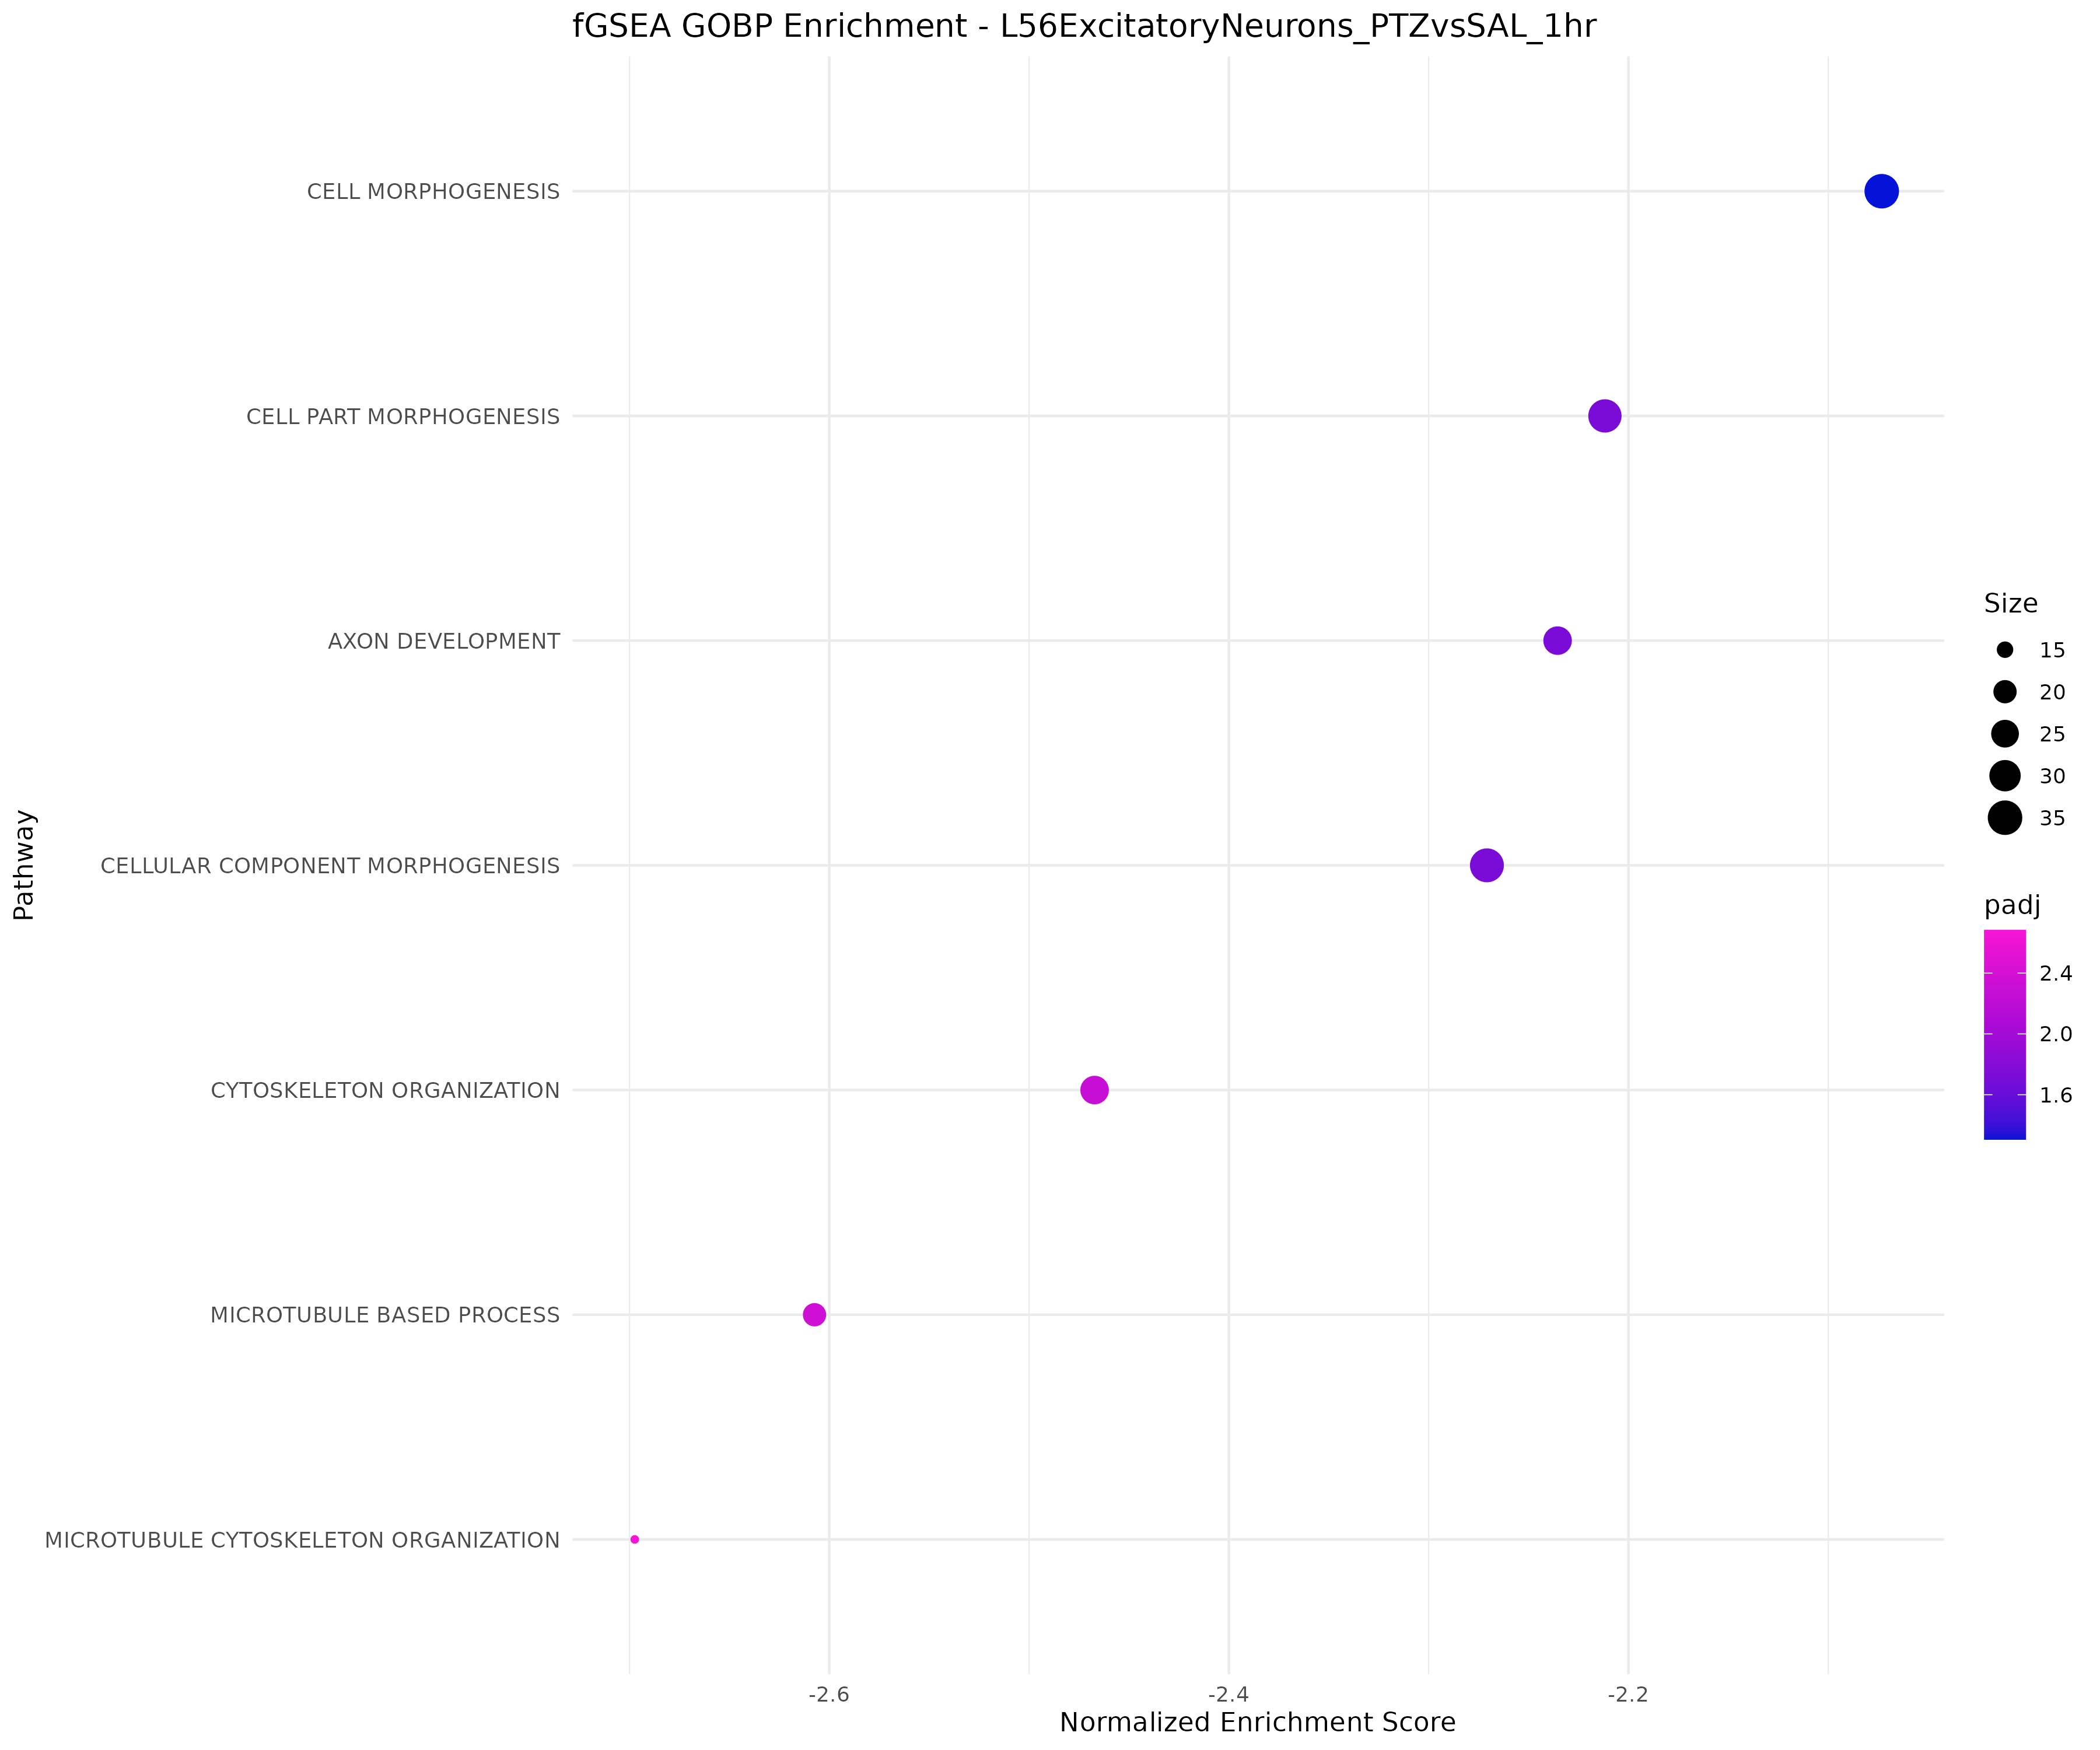 fGSEA GOBP Enrichment - L56ExcitatoryNeurons_PTZvsSAL_1hr
Pathway
CELL MORPHOGENESIS
CELL PART MORPHOGENESIS
AXON DEVELOPMENT
CELLULAR COMPONENT MORPHOGENESIS
CYTOSKELETON ORGANIZATION
MICROTUBULE BASED PROCESS
MICROTUBULE CYTOSKELETON ORGANIZATION
-2.6
-2.4
-2.2
Normalized Enrichment Score
Size
15
20
25
30
35
padj
2.4
2.0
1.6